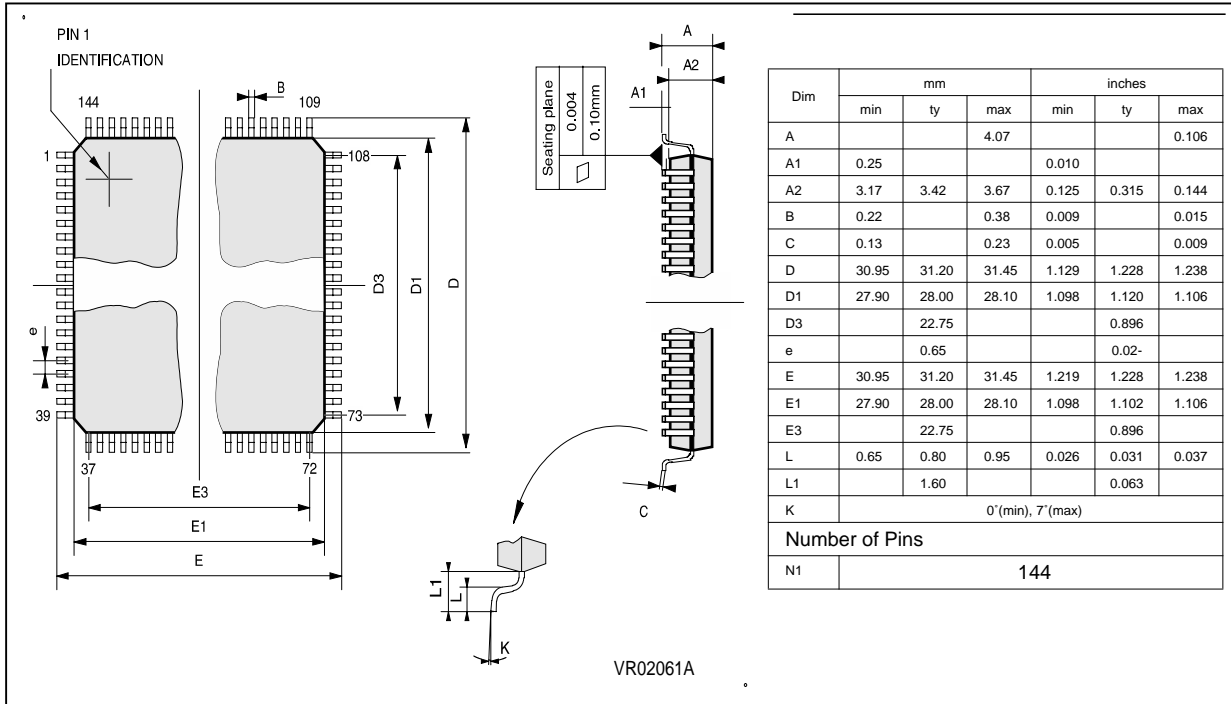 PIN 1
IDENTIFICATION
144
B
109
1
108
e
D3
D1
D
39
73
37
72
E3
E1
E
Seating plane
0.004
0.10mm
A
A2
A1
C
L1
L
K
VR02061A
Dim mm inches
min ty max min ty max
A 4.07 0.106
A1 0.25 0.010
A2 3.17 3.42 3.67 0.125 0.315 0.144
B 0.22 0.38 0.009 0.015
C 0.13 0.23 0.005 0.009
D 30.95 31.20 31.45 1.129 1.228 1.238
D1 27.90 28.00 28.10 1.098 1.120 1.106
D3 22.75 0.896
e 0.65 0.02-
E 30.95 31.20 31.45 1.219 1.228 1.238
E1 27.90 28.00 28.10 1.098 1.102 1.106
E3 22.75 0.896
L 0.65 0.80 0.95 0.026 0.031 0.037
L1 1.60 0.063
K 0°(min), 7°(max)
Number of Pins
N1 144